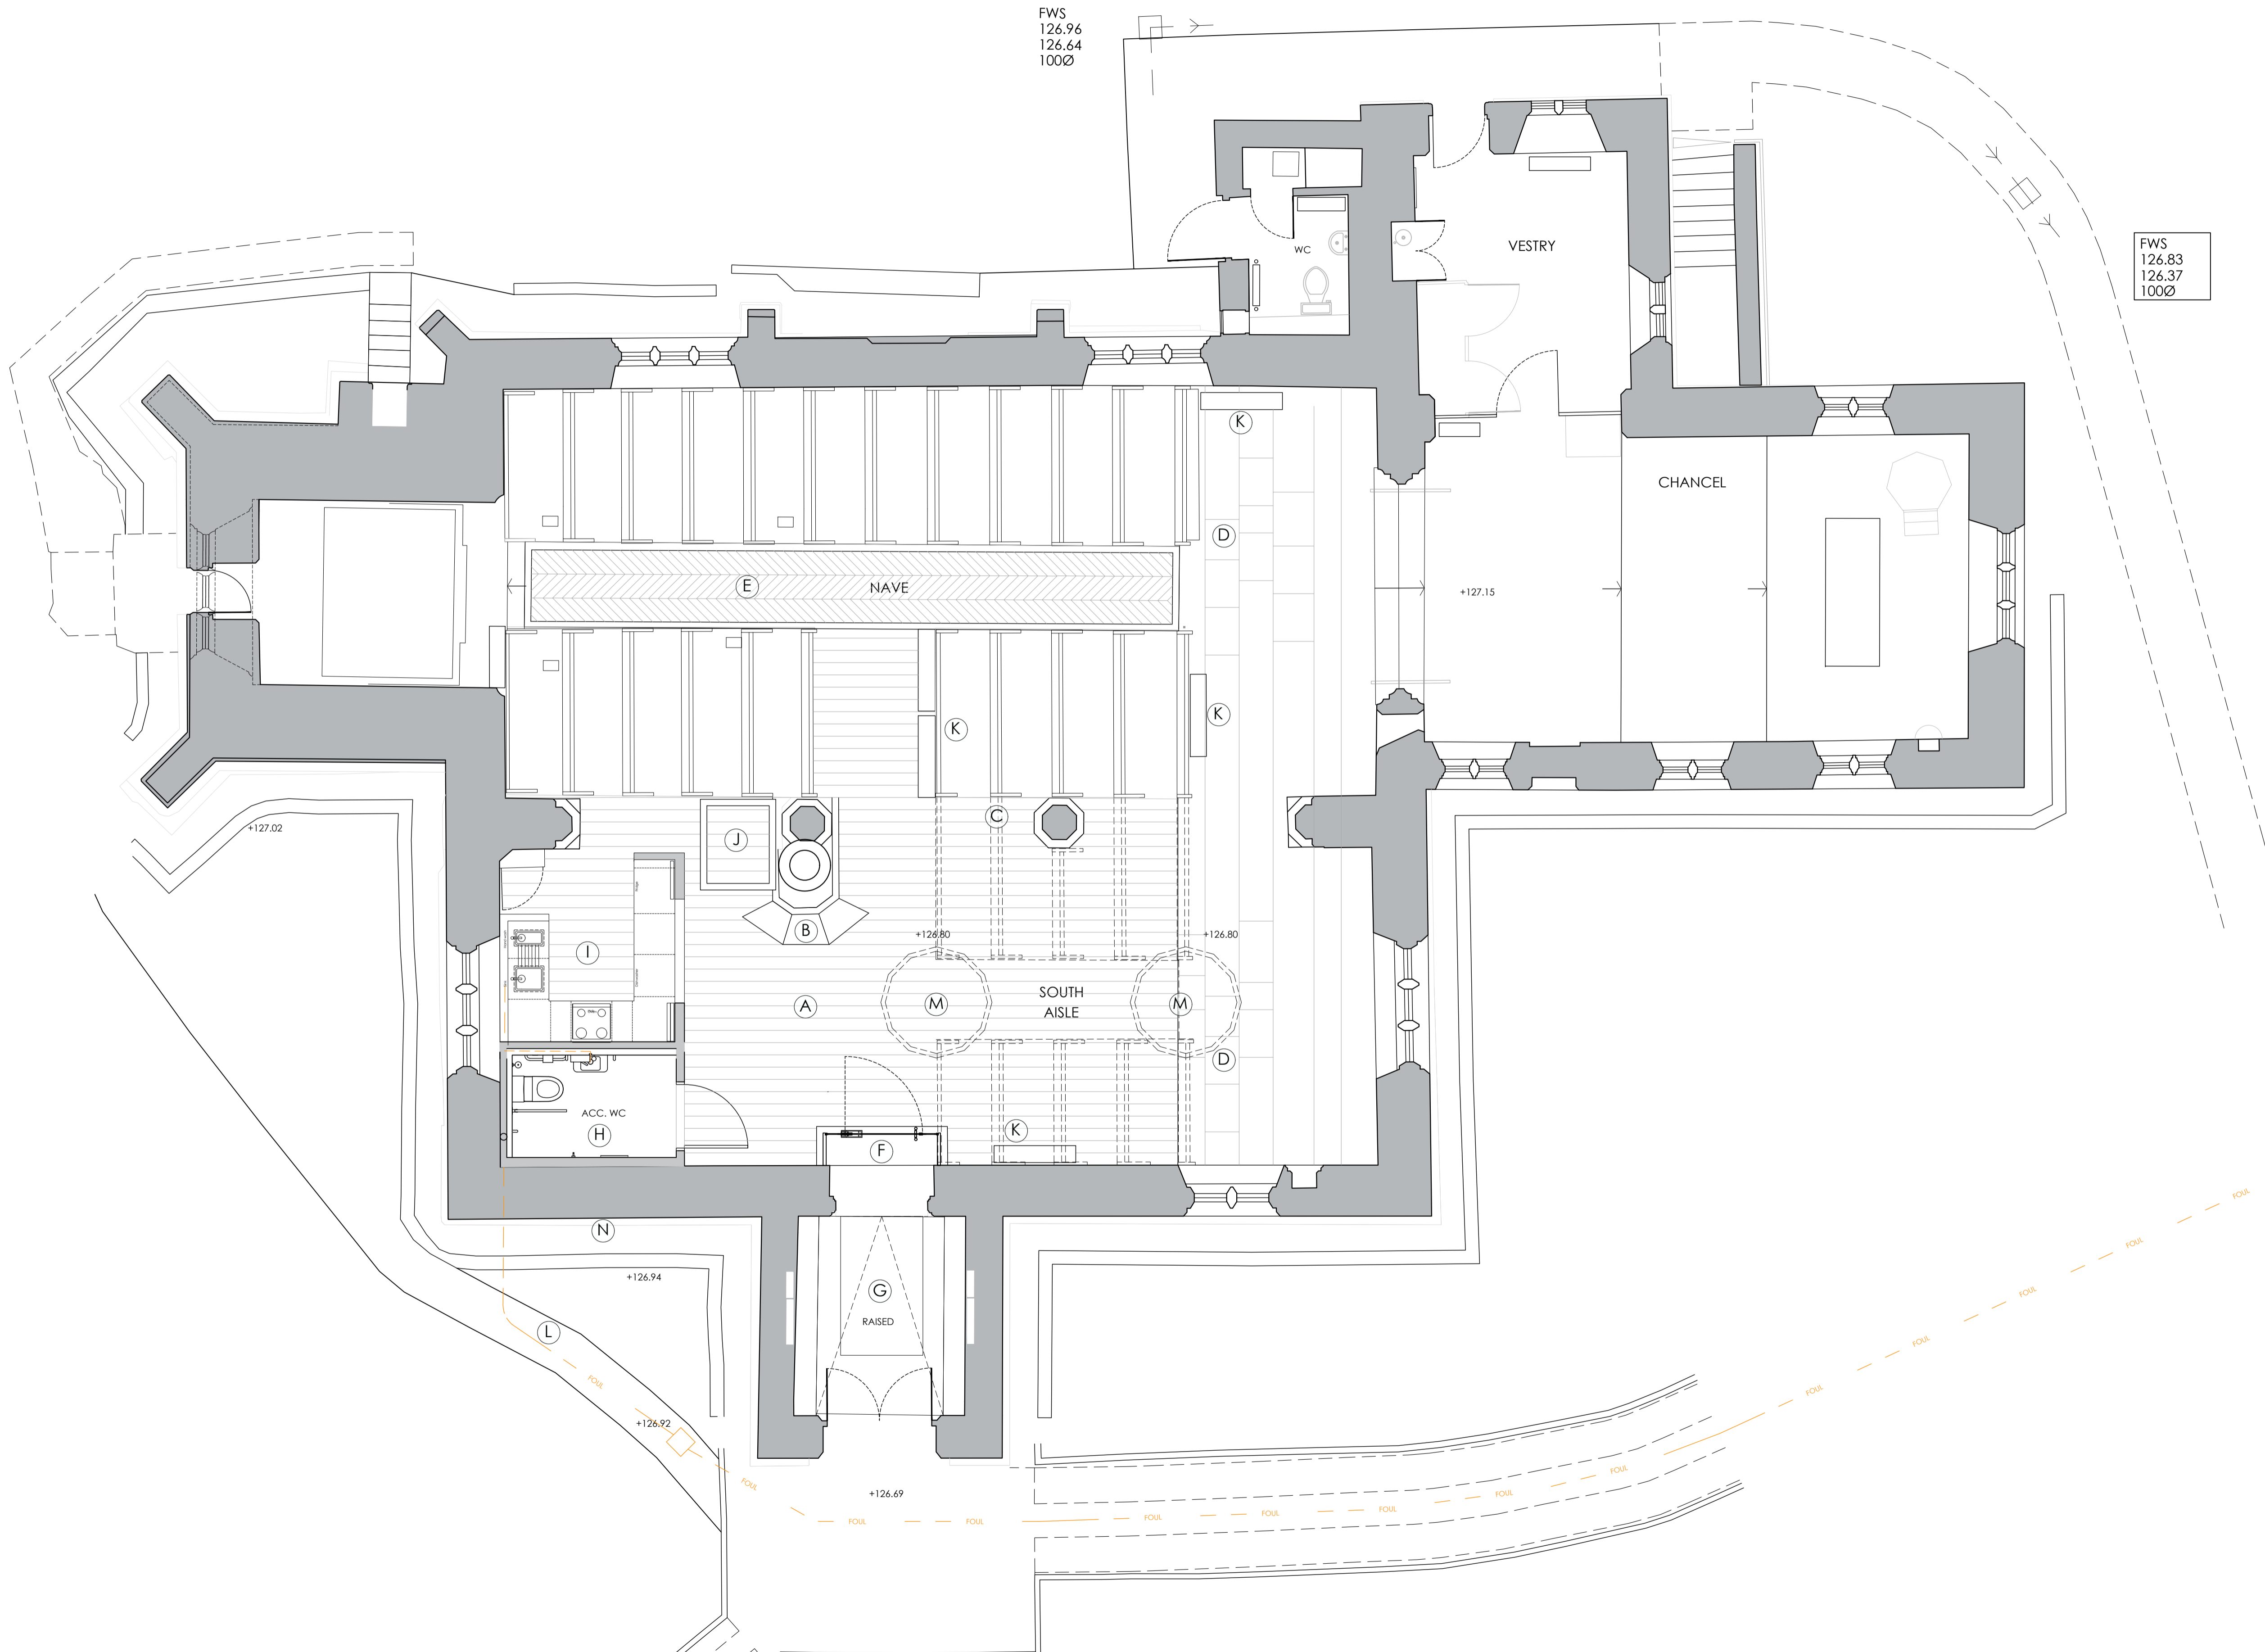 FWS
126.96
126.64
100Ø
FWS
126.83
126.37
100Ø
WC
VESTRY
K
CHANCEL
D
E
NAVE
+127.15
K
K
+127.02
C
J
B
+126.80
+126.80
I
SOUTH
AISLE
A
M
M
D
ACC. WC
H
K
F
N
+126.94
G
RAISED
L
FOUL
+126.92
FOUL
+126.69
FOUL
FOUL
FOUL
FOUL
FOUL
FOUL
FOUL
FOUL
FOUL
FOUL
FOUL
FOUL